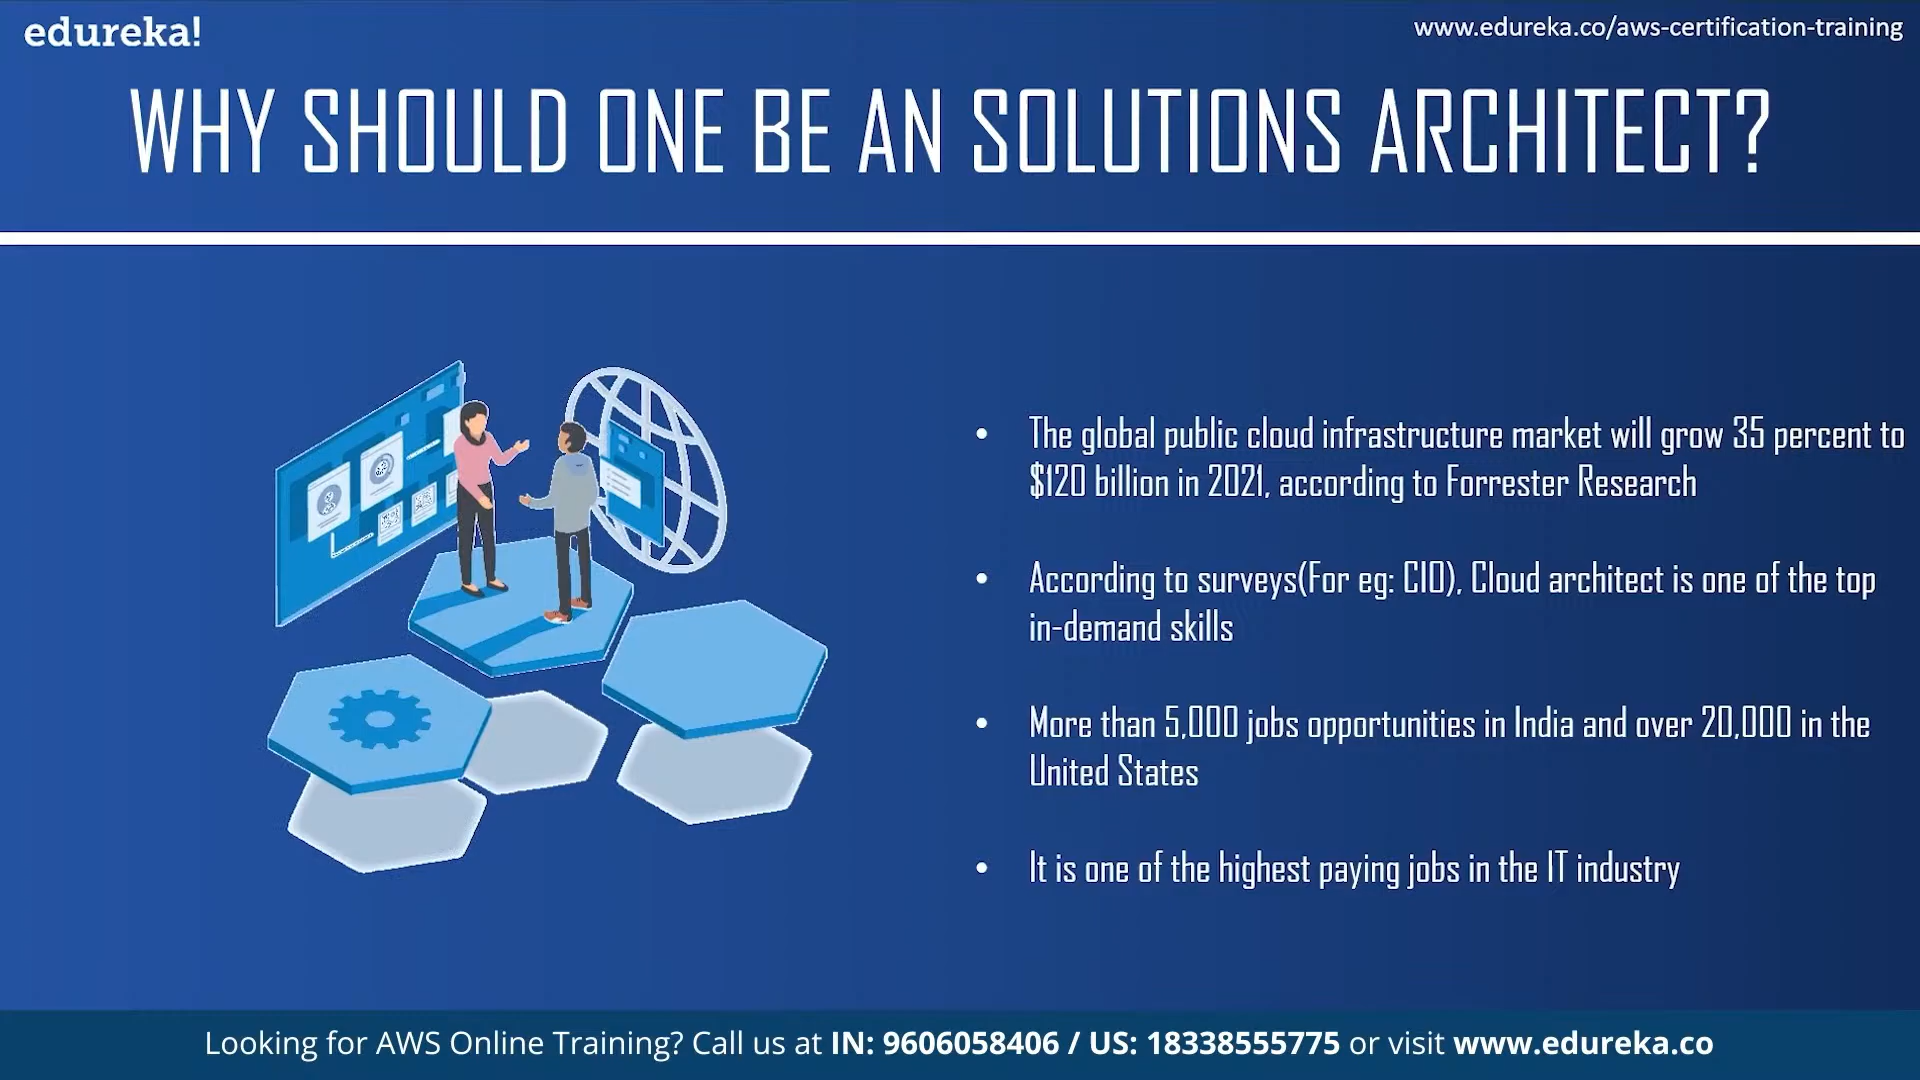 edureka!
www.edureka.co/aws-certification-training
WHY SHOULD ONE BE AN SOLUTIONS ARCHITECT?
• The global public cloud infrastructure market will grow 35 percent to
$120 billion in 2021, according to Forrester Research
• According to surveys(For eg: CIO), Cloud architect is one of the top
in-demand skills
• More than 5,000 jobs opportunities in India and over 20,000 in the
United States
• It is one of the highest paying jobs in the IT industry
Looking for AWS Online Training? Call us at IN: 9606058406 / US: 18338555775 or visit www.edureka.co